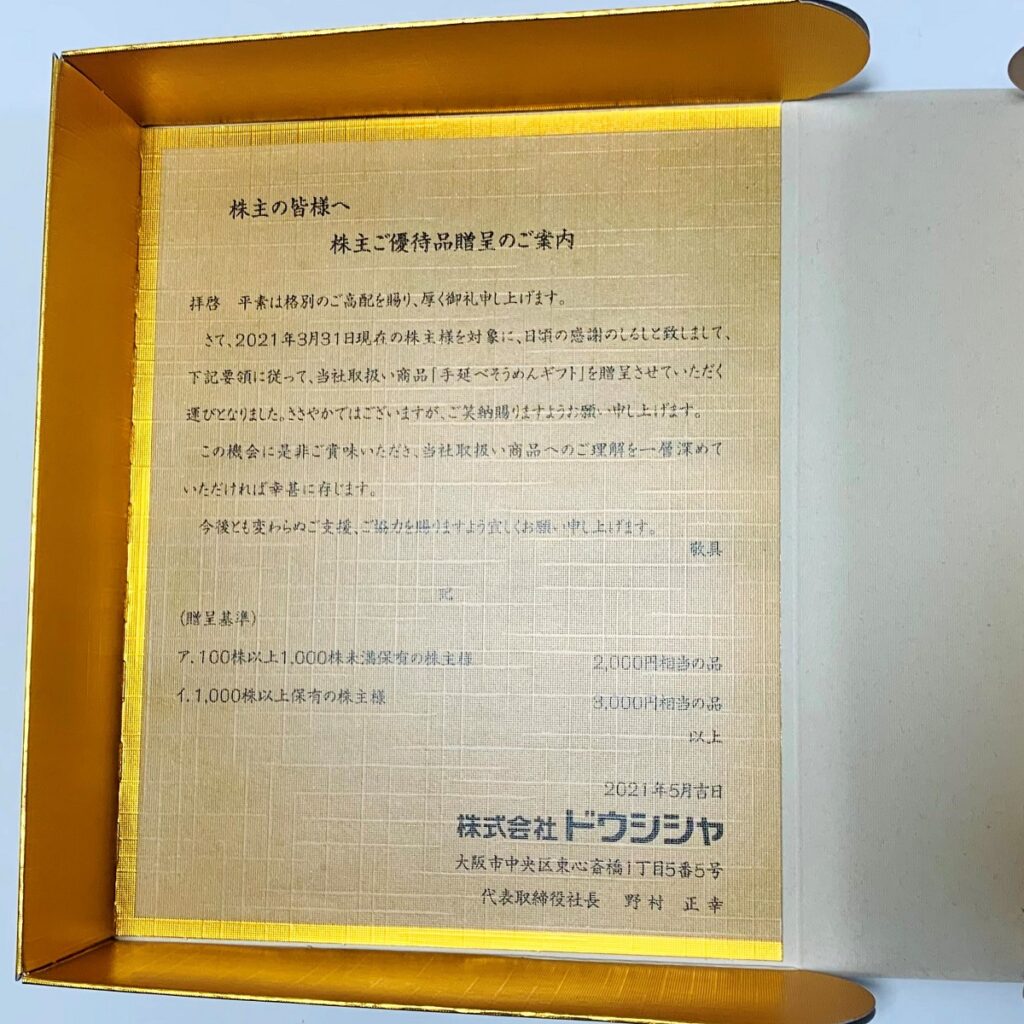 株主の皆様へ
株主ご優待品贈呈のご案内
拝啓　平素は格別のご高配を賜り、厚く御礼申し上げます。
さて、2021年3月31日現在の株主様を対象に、日頃の感謝のしるしと致しまして、
下記要領に従って、当社取扱い商品「手延べそうめんギフト」を贈呈させていただく
運びとなりました。ささやかではございますが、ご笑納賜りますようお願い申し上げます。
この機会に是非ご賞味いただき、当社取扱い商品へのご理解を一層深めて
いただければ幸甚に存じます。
今後とも変わらぬご支援、ご協力を賜りますよう宜しくお願い申し上げます。
敬具
記
(贈呈基準)
ア.100株以上1,000株未満保有の株主様　2,000円相当の品
イ.1,000株以上保有の株主様　3,000円相当の品
以上
2021年5月吉日
株式会社ドウシシャ
大阪市中央区東心斎橋1丁目5番5号
代表取締役社長　野村　正幸